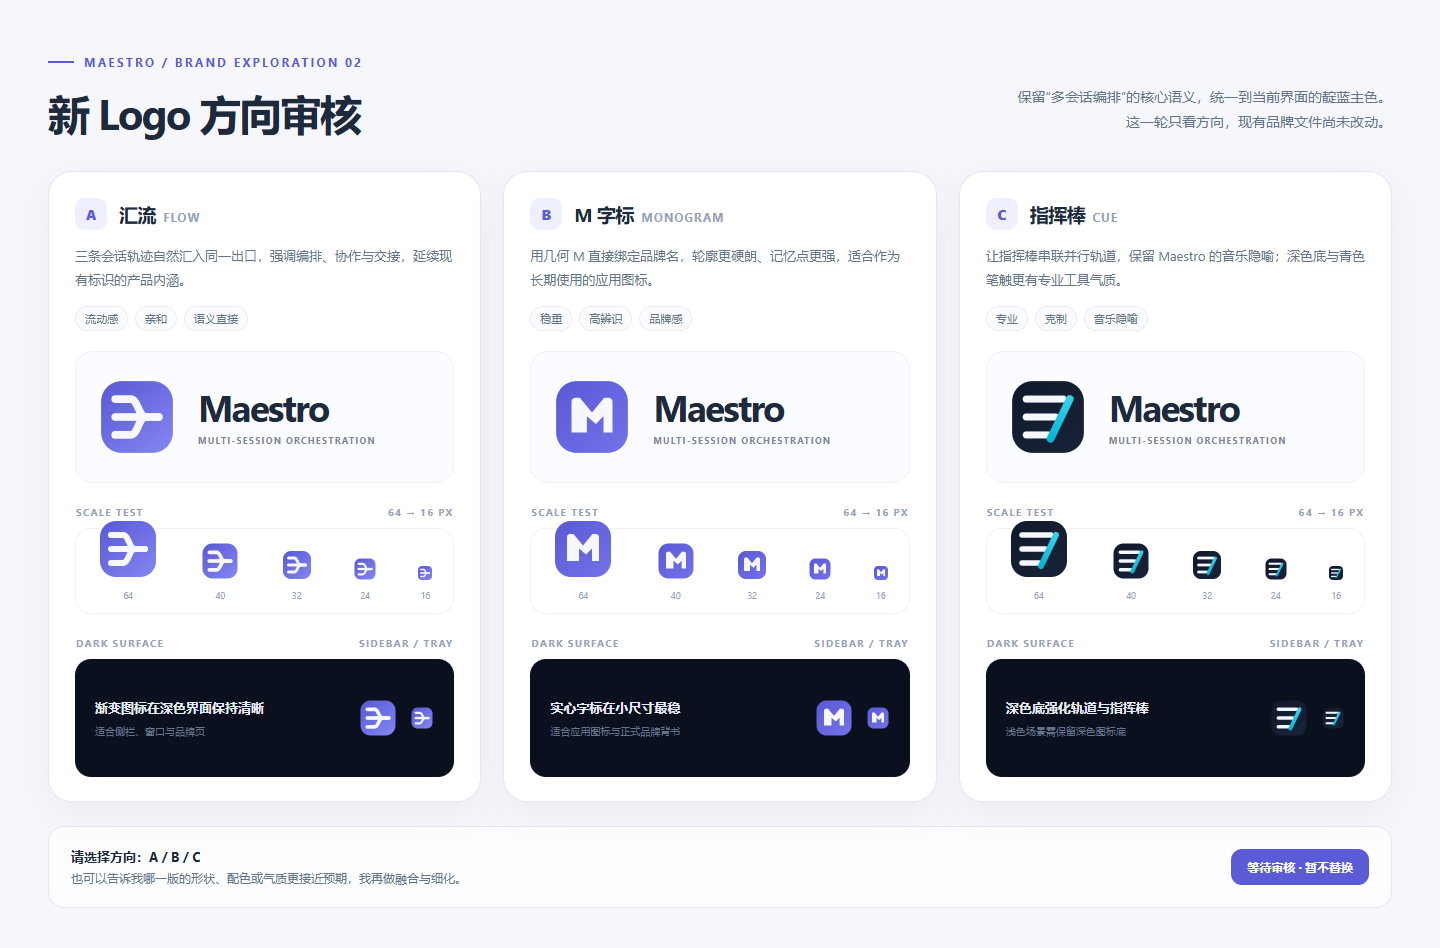 MAESTRO / BRAND EXPLORATION 02
新 Logo 方向审核
保留“多会话编排”的核心语义，统一到当前界面的靛蓝主色。
这一轮只看方向，现有品牌文件尚未改动。
A 汇流 FLOW
三条会话轨迹自然汇入同一出口，强调编排、协作与交接，延续现
有标识的产品内涵。
流动感 亲和 语义直接
Maestro
MULTI-SESSION ORCHESTRATION
SCALE TEST 64 → 16 PX
64 40 32 24 16
DARK SURFACE SIDEBAR / TRAY
渐变图标在深色界面保持清晰
适合侧栏、窗口与品牌页
B M 字标 MONOGRAM
用几何 M 直接绑定品牌名，轮廓更硬朗、记忆点更强，适合作为
长期使用的应用图标。
稳重 高辨识 品牌感
Maestro
MULTI-SESSION ORCHESTRATION
SCALE TEST 64 → 16 PX
64 40 32 24 16
DARK SURFACE SIDEBAR / TRAY
实心字标在小尺寸最稳
适合应用图标与正式品牌背书
C 指挥棒 CUE
让指挥棒串联并行轨道，保留 Maestro 的音乐隐喻；深色底与青色
笔触更有专业工具气质。
专业 克制 音乐隐喻
Maestro
MULTI-SESSION ORCHESTRATION
SCALE TEST 64 → 16 PX
64 40 32 24 16
DARK SURFACE SIDEBAR / TRAY
深色底强化轨道与指挥棒
浅色场景需保留深色图标底
请选择方向：A / B / C
也可以告诉我哪一版的形状、配色或气质更接近预期，我再做融合与细化。
等待审核 · 暂不替换